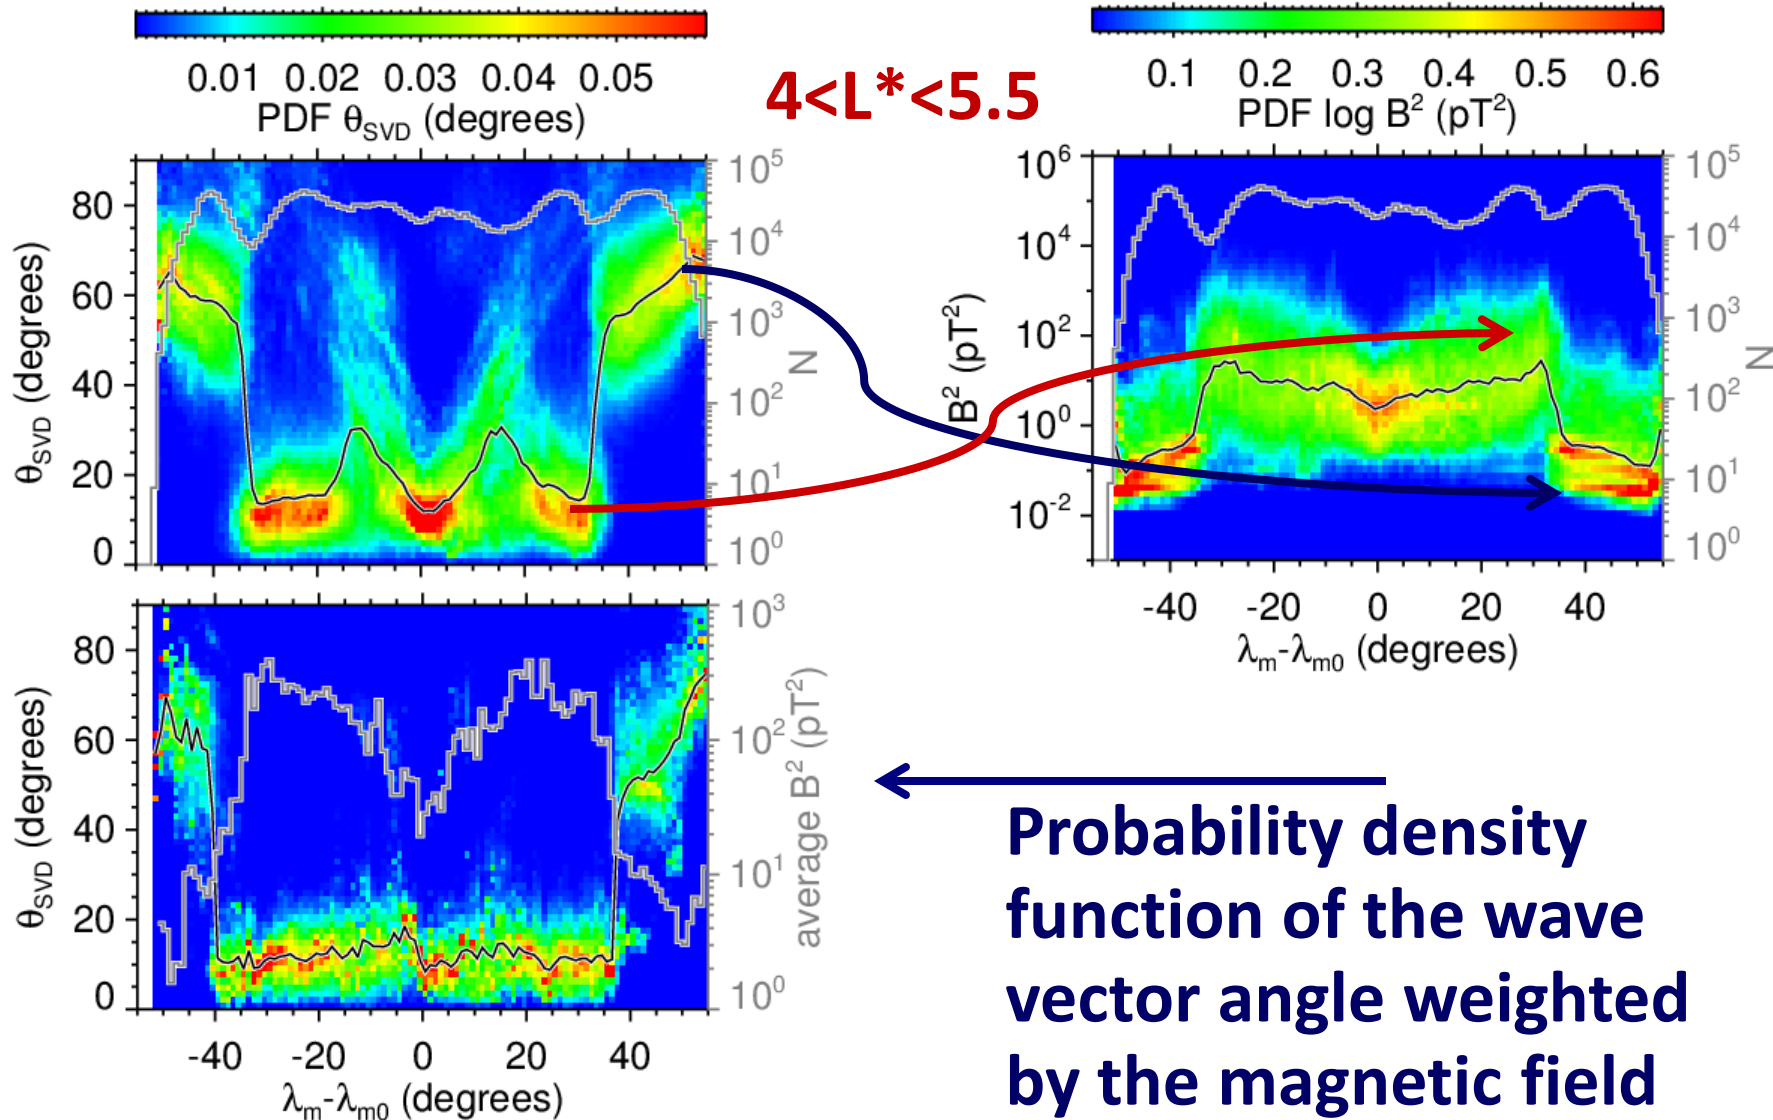 0.01 0.02 0.03 0.04 0.05
PDF θSVD (degrees)
4<L*<5.5
0.1 0.2 0.3 0.4 0.5 0.6
PDF log B² (pT²)
θSVD (degrees)
80
60
40
20
0
10⁵
10⁴
10³
10²
10¹
10⁰
N
B² (pT²)
10⁶
10⁴
10²
10⁰
10⁻²
10⁵
10⁴
10³
10²
10¹
10⁰
N
-40 -20 0 20 40
λm-λm0 (degrees)
θSVD (degrees)
80
60
40
20
0
10³
10²
10¹
10⁰
average B² (pT²)
-40 -20 0 20 40
λm-λm0 (degrees)
Probability density
function of the wave
vector angle weighted
by the magnetic field